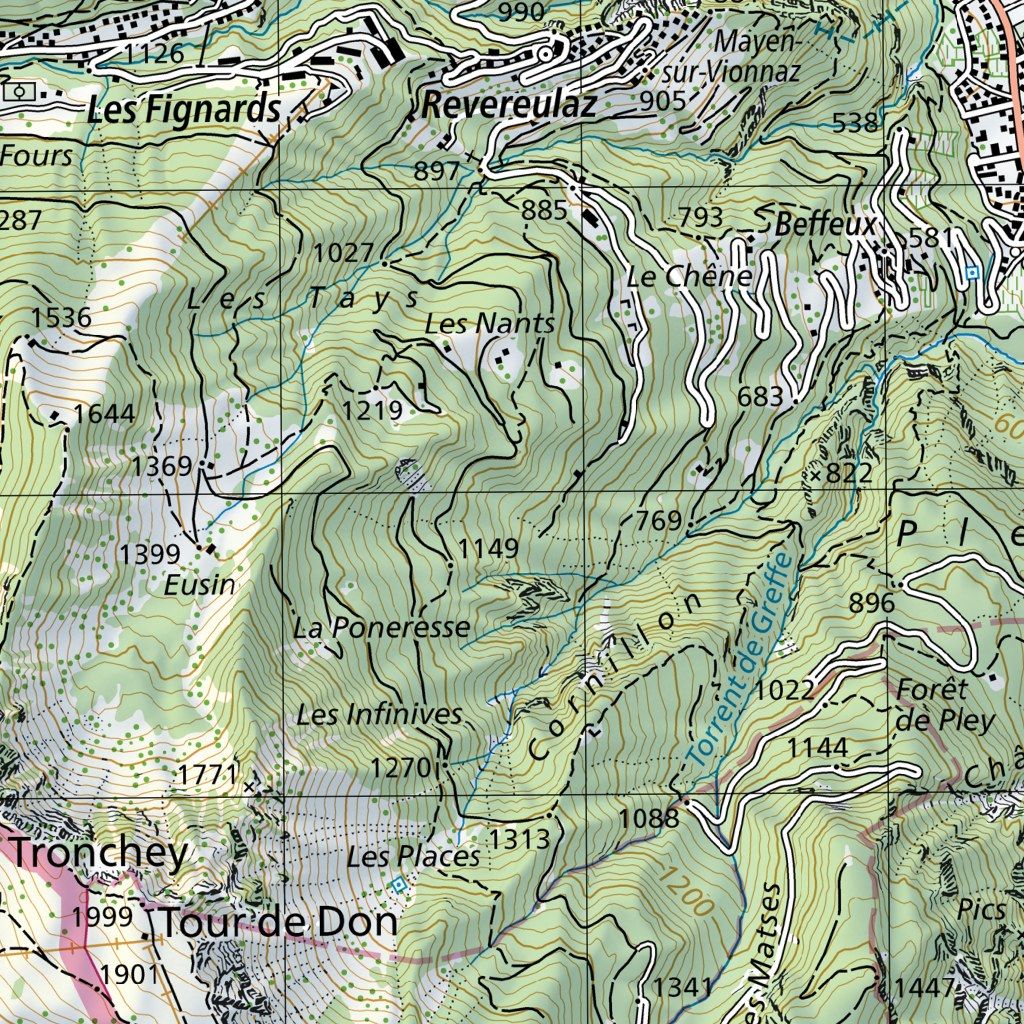 990
1126
Mayen-
sur-Vionnaz
Les Fignards
Revereulaz
905
538
Fours
897
287
885
793
Beffeux
581
1027
Le Chêne
Les Tays
1536
Les Nants
1644
1219
683
1369
822
769
Ple
1399
1149
Eusin
896
La Poneresse
Cornillon
Torrent de Greffe
1022
Forêt
de Pley
Les Infinives
1144
1270
1771
Cha
1088
1313
Tronchey
Les Places
1200
1999
Tour de Don
Pics
1901
es Matses
1341
1447
60